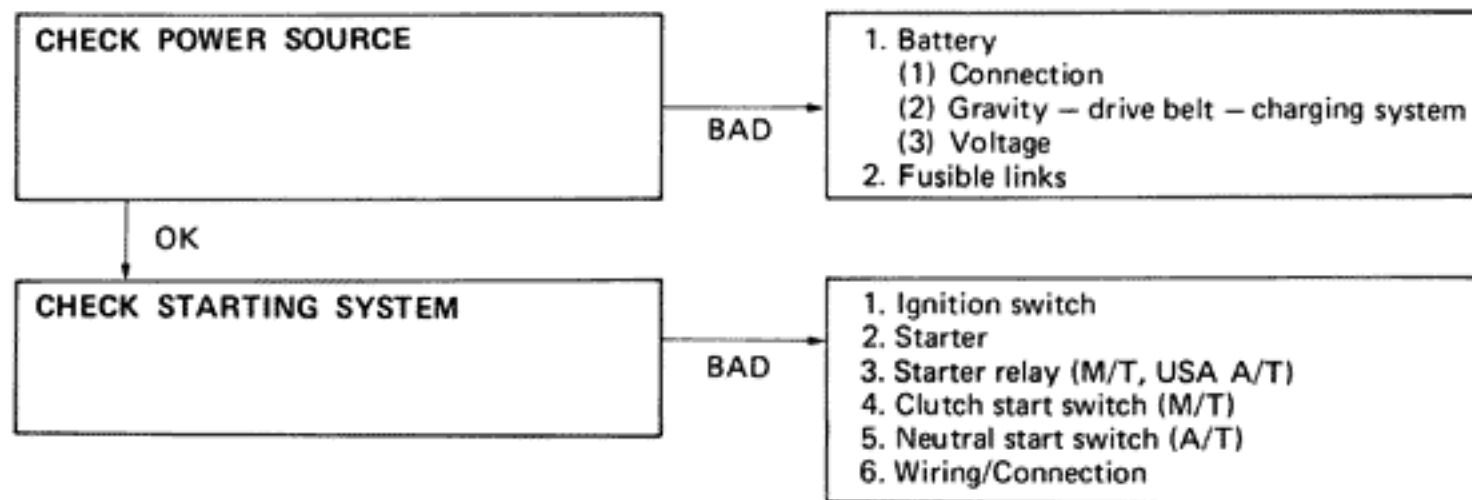 CHECK POWER SOURCE
BAD
1. Battery
(1) Connection
(2) Gravity – drive belt – charging system
(3) Voltage
2. Fusible links
OK
CHECK STARTING SYSTEM
BAD
1. Ignition switch
2. Starter
3. Starter relay (M/T, USA A/T)
4. Clutch start switch (M/T)
5. Neutral start switch (A/T)
6. Wiring/Connection